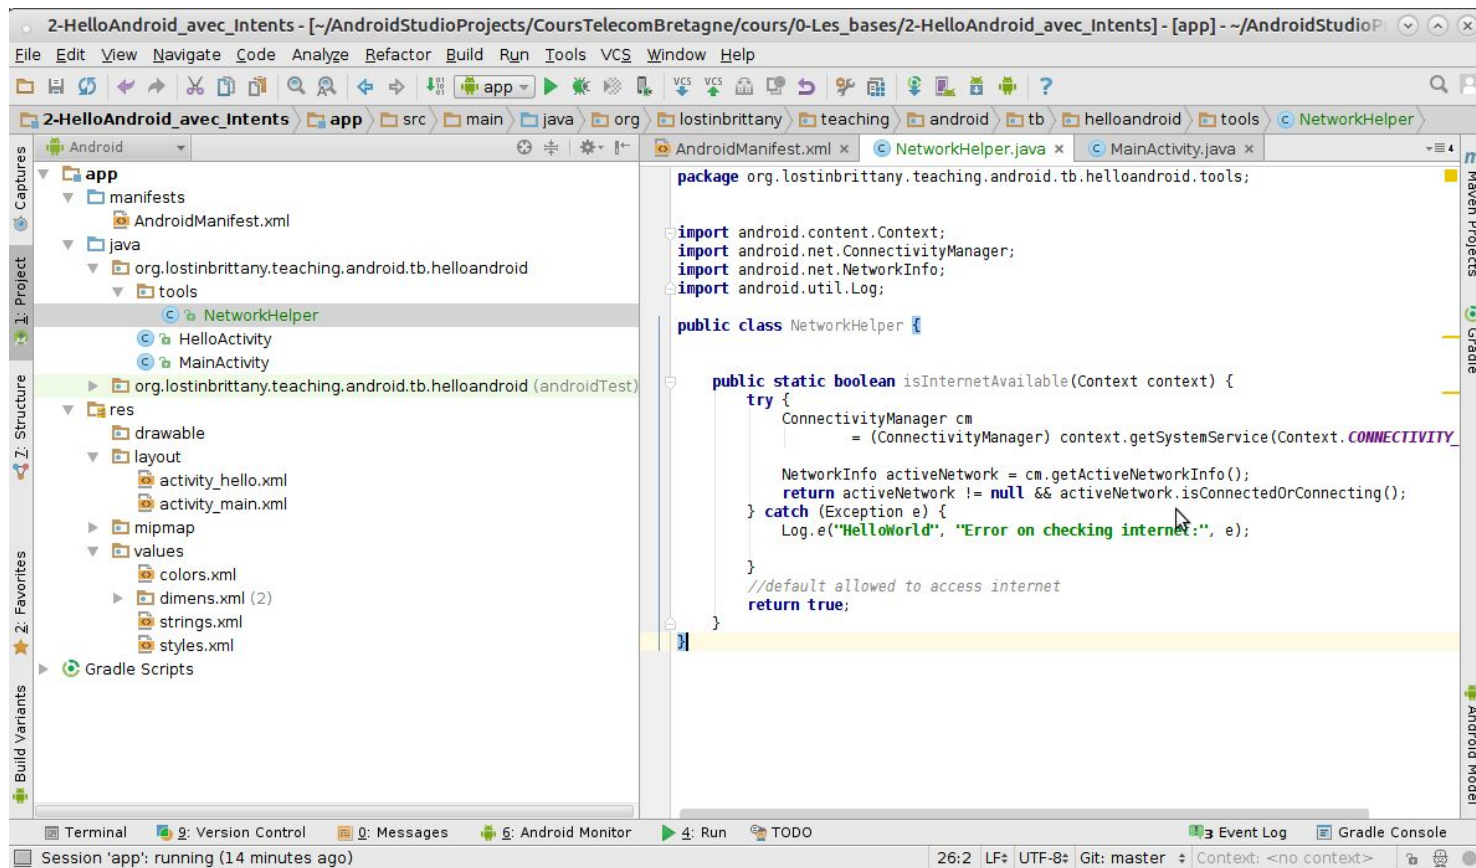 2-HelloAndroid_avec_Intents - [~/AndroidStudioProjects/CoursTelecomBretagne/cours/0-Les_bases/2-HelloAndroid_avec_Intents] - [app] - ~/AndroidStudioP
File Edit View Navigate Code Analyze Refactor Build Run Tools VCS Window Help
app
VCS VCS
?
2-HelloAndroid_avec_Intents app src main java org lostinbrittany teaching android tb helloandroid tools NetworkHelper
Captures
1: Project
7: Structure
2: Favorites
Build Variants
Android
app
manifests
AndroidManifest.xml
java
org.lostinbrittany.teaching.android.tb.helloandroid
tools
NetworkHelper
HelloActivity
MainActivity
org.lostinbrittany.teaching.android.tb.helloandroid (androidTest)
res
drawable
layout
activity_hello.xml
activity_main.xml
mipmap
values
colors.xml
dimens.xml (2)
strings.xml
styles.xml
Gradle Scripts
AndroidManifest.xml × NetworkHelper.java × MainActivity.java × 4
package org.lostinbrittany.teaching.android.tb.helloandroid.tools;
import android.content.Context;
import android.net.ConnectivityManager;
import android.net.NetworkInfo;
import android.util.Log;
public class NetworkHelper {
public static boolean isInternetAvailable(Context context) {
try {
ConnectivityManager cm
= (ConnectivityManager) context.getSystemService(Context.CONNECTIVITY_
NetworkInfo activeNetwork = cm.getActiveNetworkInfo();
return activeNetwork != null && activeNetwork.isConnectedOrConnecting();
} catch (Exception e) {
Log.e("HelloWorld", "Error on checking internet:", e);
}
//default allowed to access internet
return true;
}
}
m Maven Projects
Gradle
Android Model
Terminal 9: Version Control 0: Messages 6: Android Monitor 4: Run TODO 3 Event Log Gradle Console
Session 'app': running (14 minutes ago) 26:2 LF UTF-8 Git: master Context: <no context>